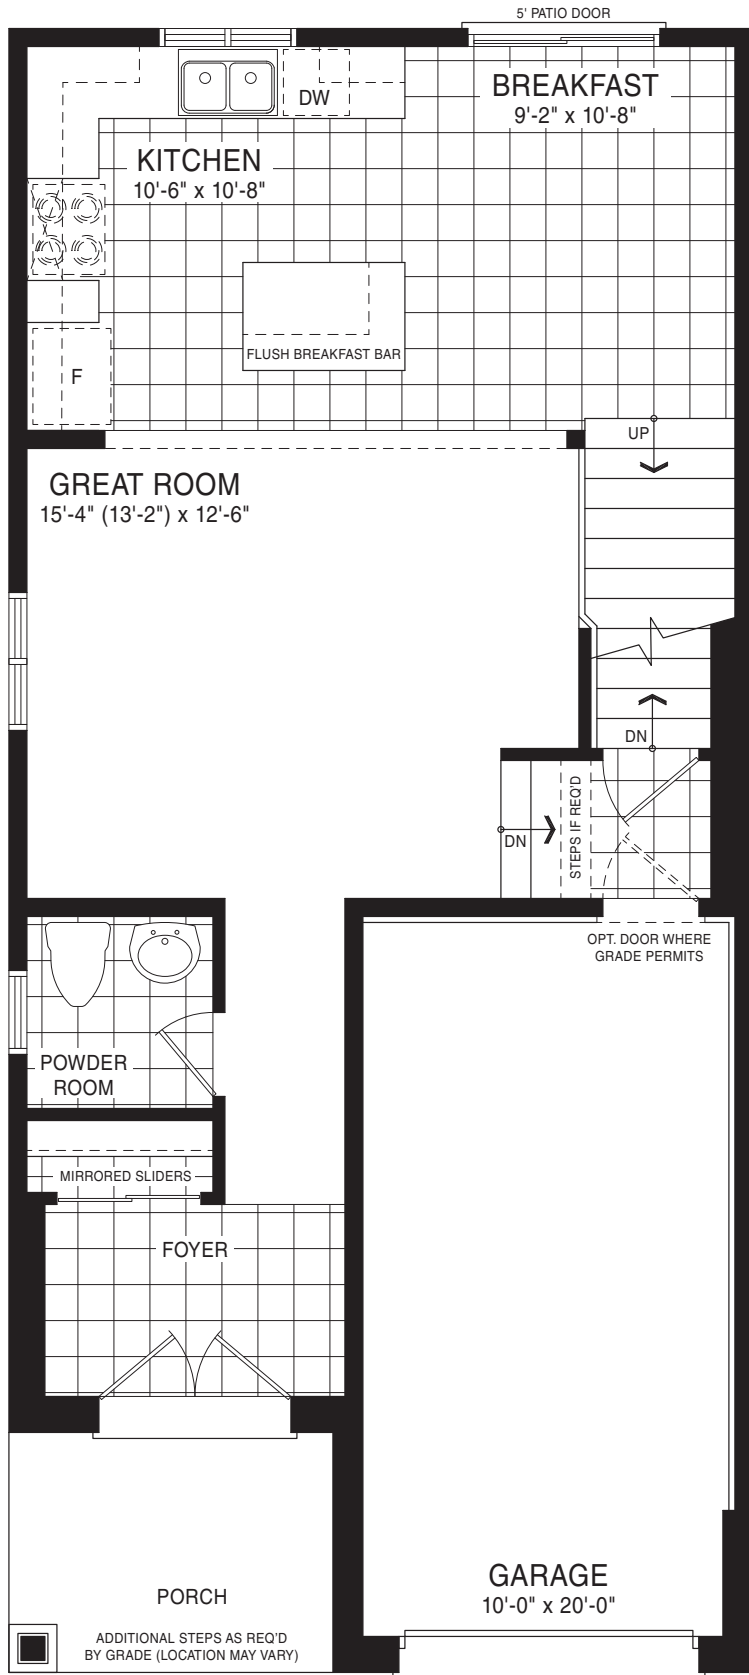 5' PATIO DOOR
BREAKFAST
9'-2" x 10'-8"
DW
KITCHEN
10'-6" x 10'-8"
FLUSH BREAKFAST BAR
F
UP
GREAT ROOM
15'-4" (13'-2") x 12'-6"
DN
DN
STEPS IF REQ'D
OPT. DOOR WHERE
GRADE PERMITS
POWDER
ROOM
MIRRORED SLIDERS
FOYER
GARAGE
10'-0" x 20'-0"
PORCH
ADDITIONAL STEPS AS REQ'D
BY GRADE (LOCATION MAY VARY)